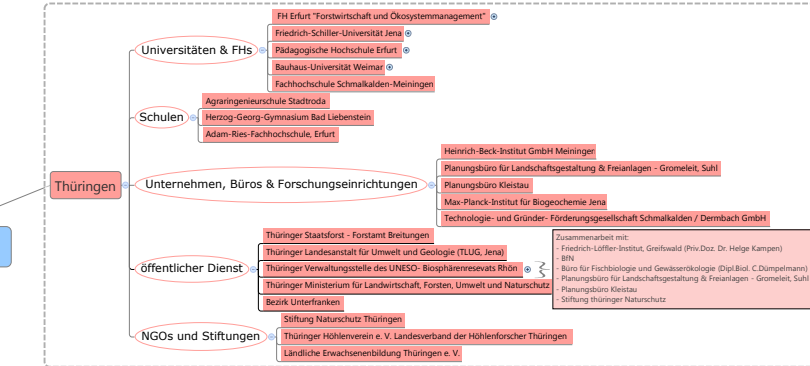 Thüringen
Universitäten & FHs
FH Erfurt "Forstwirtschaft und Ökosystemmanagement"
Friedrich-Schiller-Universität Jena
Pädagogische Hochschule Erfurt
Bauhaus-Universität Weimar
Fachhochschule Schmalkalden-Meiningen
Schulen
Agraringenieurschule Stadtroda
Herzog-Georg-Gymnasium Bad Liebenstein
Adam-Ries-Fachhochschule, Erfurt
Unternehmen, Büros & Forschungseinrichtungen
Heinrich-Beck-Institut GmbH Meiningen
Planungsbüro für Landschaftsgestaltung & Freianlagen - Gromeleit, Suhl
Planungsbüro Kleistau
Max-Planck-Institut für Biogeochemie Jena
Technologie- und Gründer- Förderungsgesellschaft Schmalkalden / Dermbach GmbH
öffentlicher Dienst
Thüringer Staatsforst - Forstamt Breitungen
Thüringer Landesanstalt für Umwelt und Geologie (TLUG, Jena)
Thüringer Verwaltungsstelle des UNESO- Biosphärenresevats Rhön
Thüringer Ministerium für Landwirtschaft, Forsten, Umwelt und Naturschutz
Bezirk Unterfranken
Zusammenarbeit mit:
- Friedrich-Löffler-Institut, Greifswald (Priv.Doz. Dr. Helge Kampen)
- BfN
- Büro für Fischbiologie und Gewässerökologie (Dipl.Biol. C.Dümpelmann)
- Planungsbüro für Landschaftsgestaltung & Freianlagen - Gromeleit, Suhl
- Planungsbüro Kleistau
- Stiftung thüringer Naturschutz
NGOs und Stiftungen
Stiftung Naturschutz Thüringen
Thüringer Höhlenverein e. V. Landesverband der Höhlenforscher Thüringen
Ländliche Erwachsenenbildung Thüringen e. V.